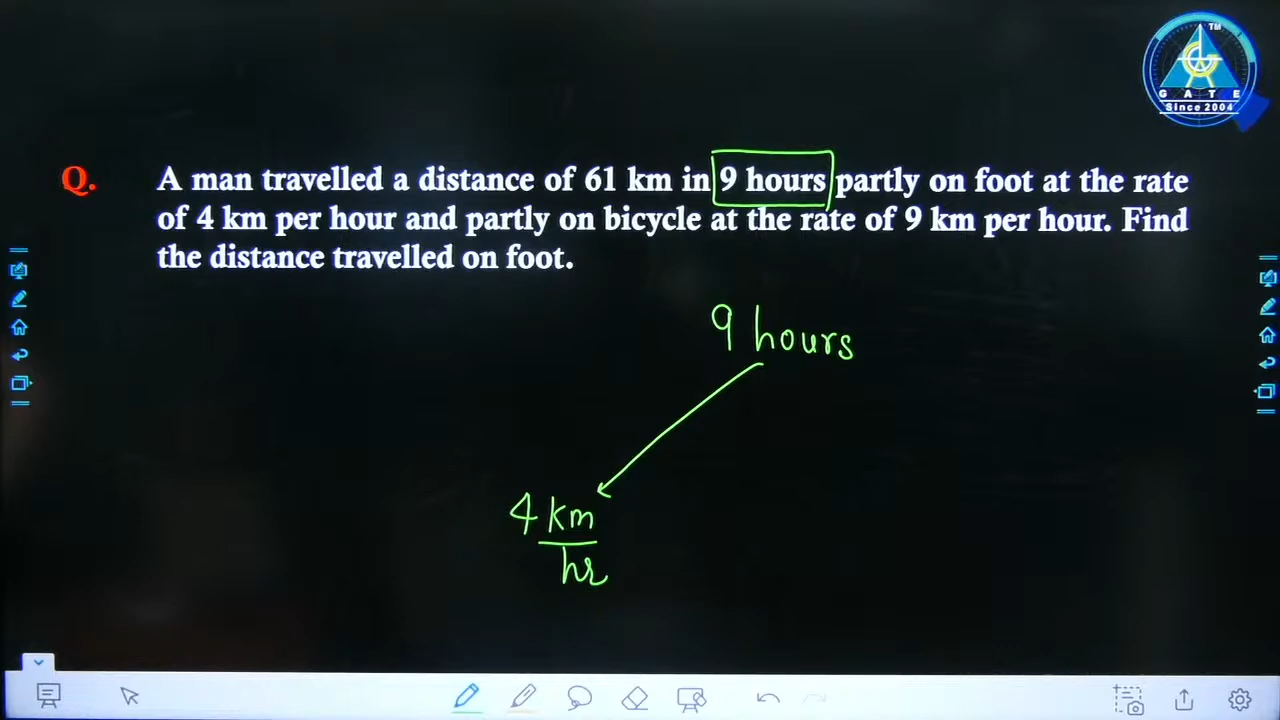 TM
GATE
Since 2004
Q. A man travelled a distance of 61 km in 9 hours partly on foot at the rate
of 4 km per hour and partly on bicycle at the rate of 9 km per hour. Find
the distance travelled on foot.
9 hours
4 km
hr